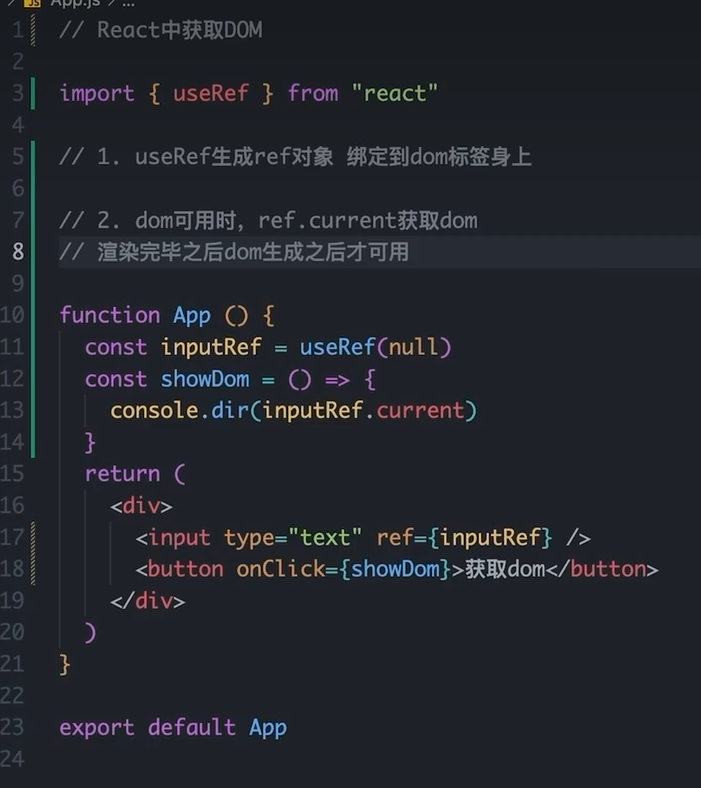 JS App.js > ...
1 // React中获取DOM
2
3 import { useRef } from "react"
4
5 // 1. useRef生成ref对象 绑定到dom标签身上
6
7 // 2. dom可用时，ref.current获取dom
8 // 渲染完毕之后dom生成之后才可用
9
10 function App () {
11   const inputRef = useRef(null)
12   const showDom = () => {
13     console.dir(inputRef.current)
14   }
15   return (
16     <div>
17       <input type="text" ref={inputRef} />
18       <button onClick={showDom}>获取dom</button>
19     </div>
20   )
21 }
22
23 export default App
24